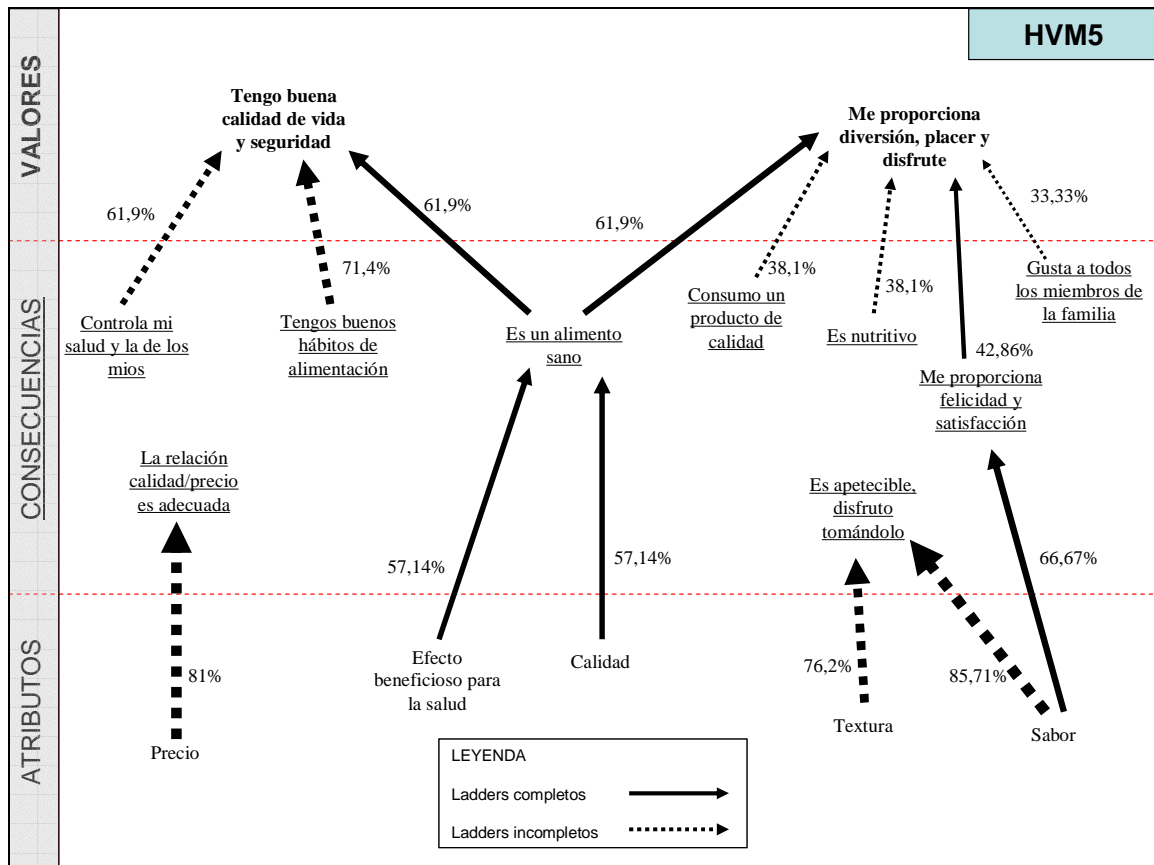 HVM5
VALORES
Tengo buena
calidad de vida
y seguridad
Me proporciona
diversión, placer y
disfrute
61,9%
71,4%
61,9%
61,9%
38,1%
38,1%
33,33%
CONSECUENCIAS
Controla mi
salud y la de los
mios
Tengos buenos
hábitos de
alimentación
Es un alimento
sano
Consumo un
producto de
calidad
Es nutritivo
Gusta a todos
los miembros de
la familia
42,86%
Me proporciona
felicidad y
satisfacción
La relación
calidad/precio
es adecuada
Es apetecible,
disfruto
tomándolo
57,14%
57,14%
66,67%
ATRIBUTOS
81%
76,2%
85,71%
Precio
Efecto
beneficioso para
la salud
Calidad
Textura
Sabor
LEYENDA
Ladders completos
Ladders incompletos